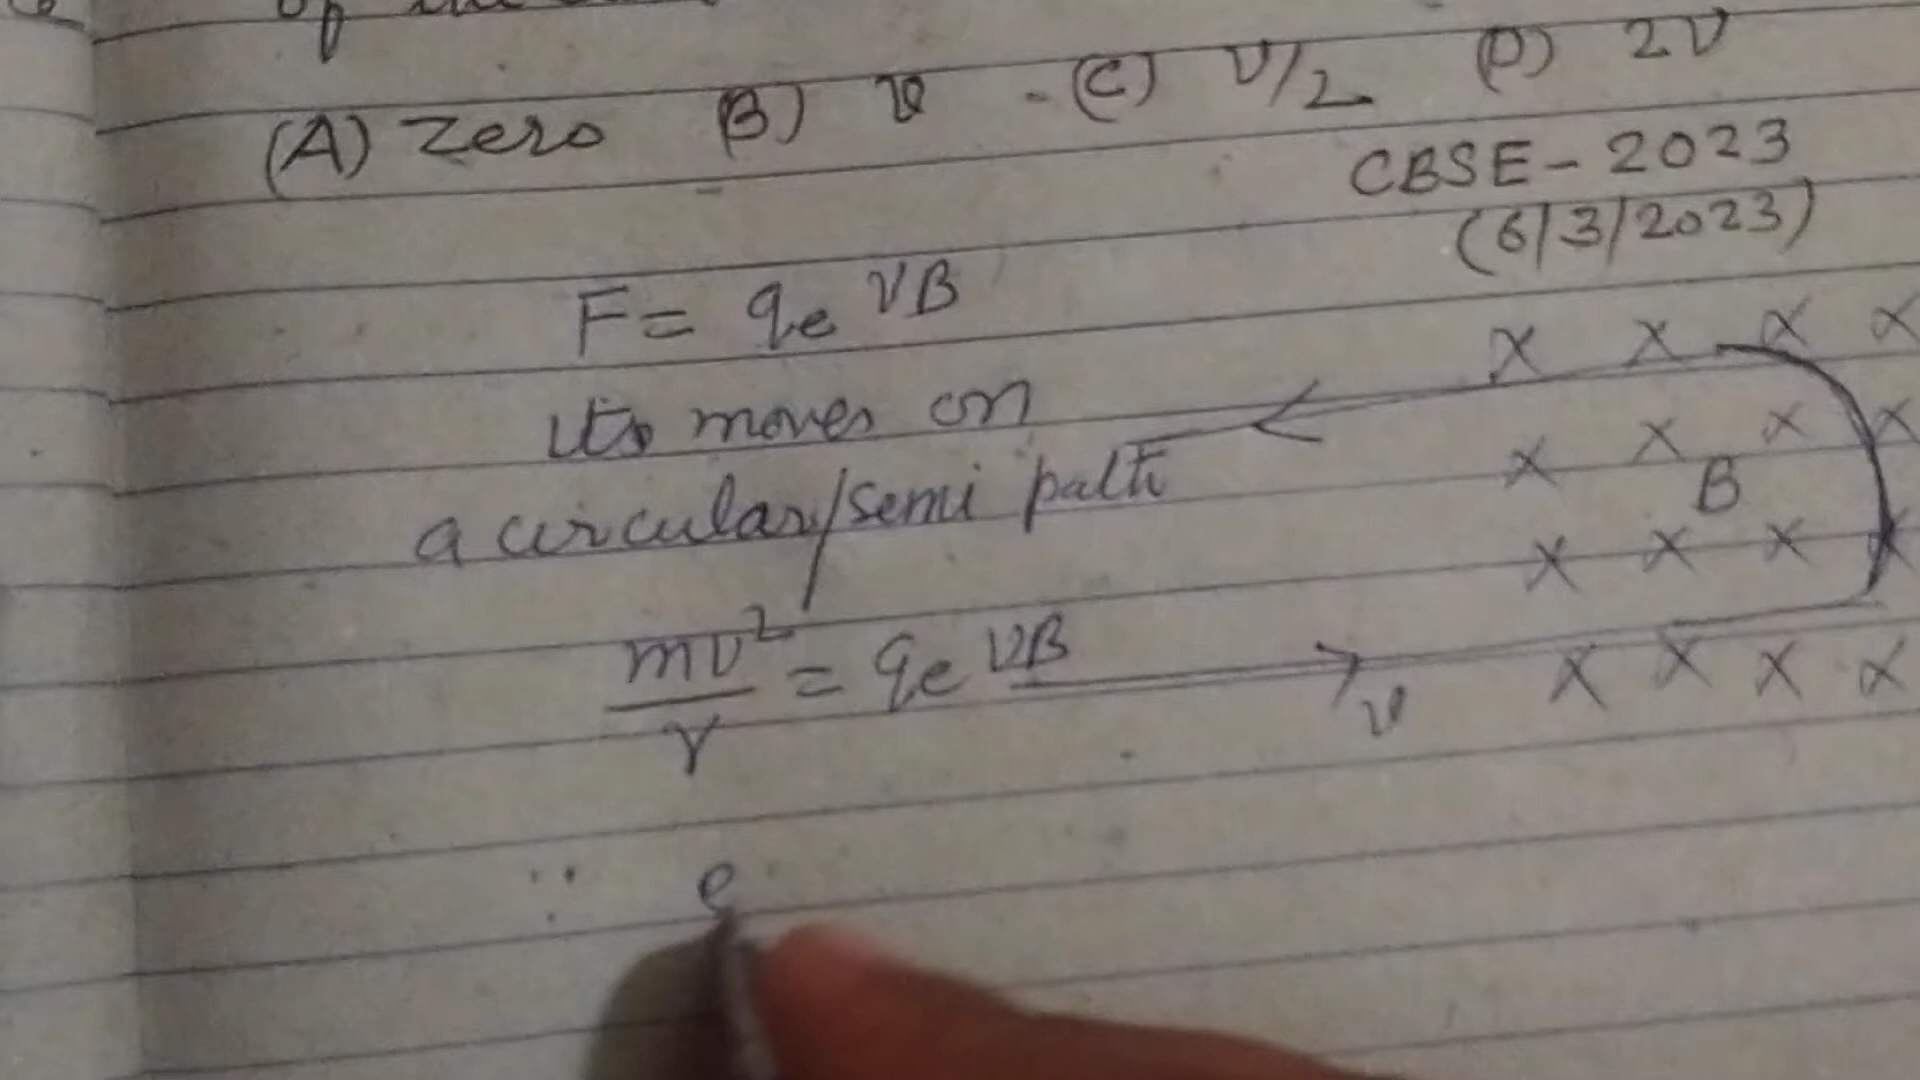 of
(A) Zero (B) v (C) v/2 (D) 2v
CBSE - 2023
(6/3/2023)
F = qe vB
its moves on
a circular/semi path
mv²/r = qe vB
v
x x x x
x x x x
B
x x x x
x x x x
∵ e